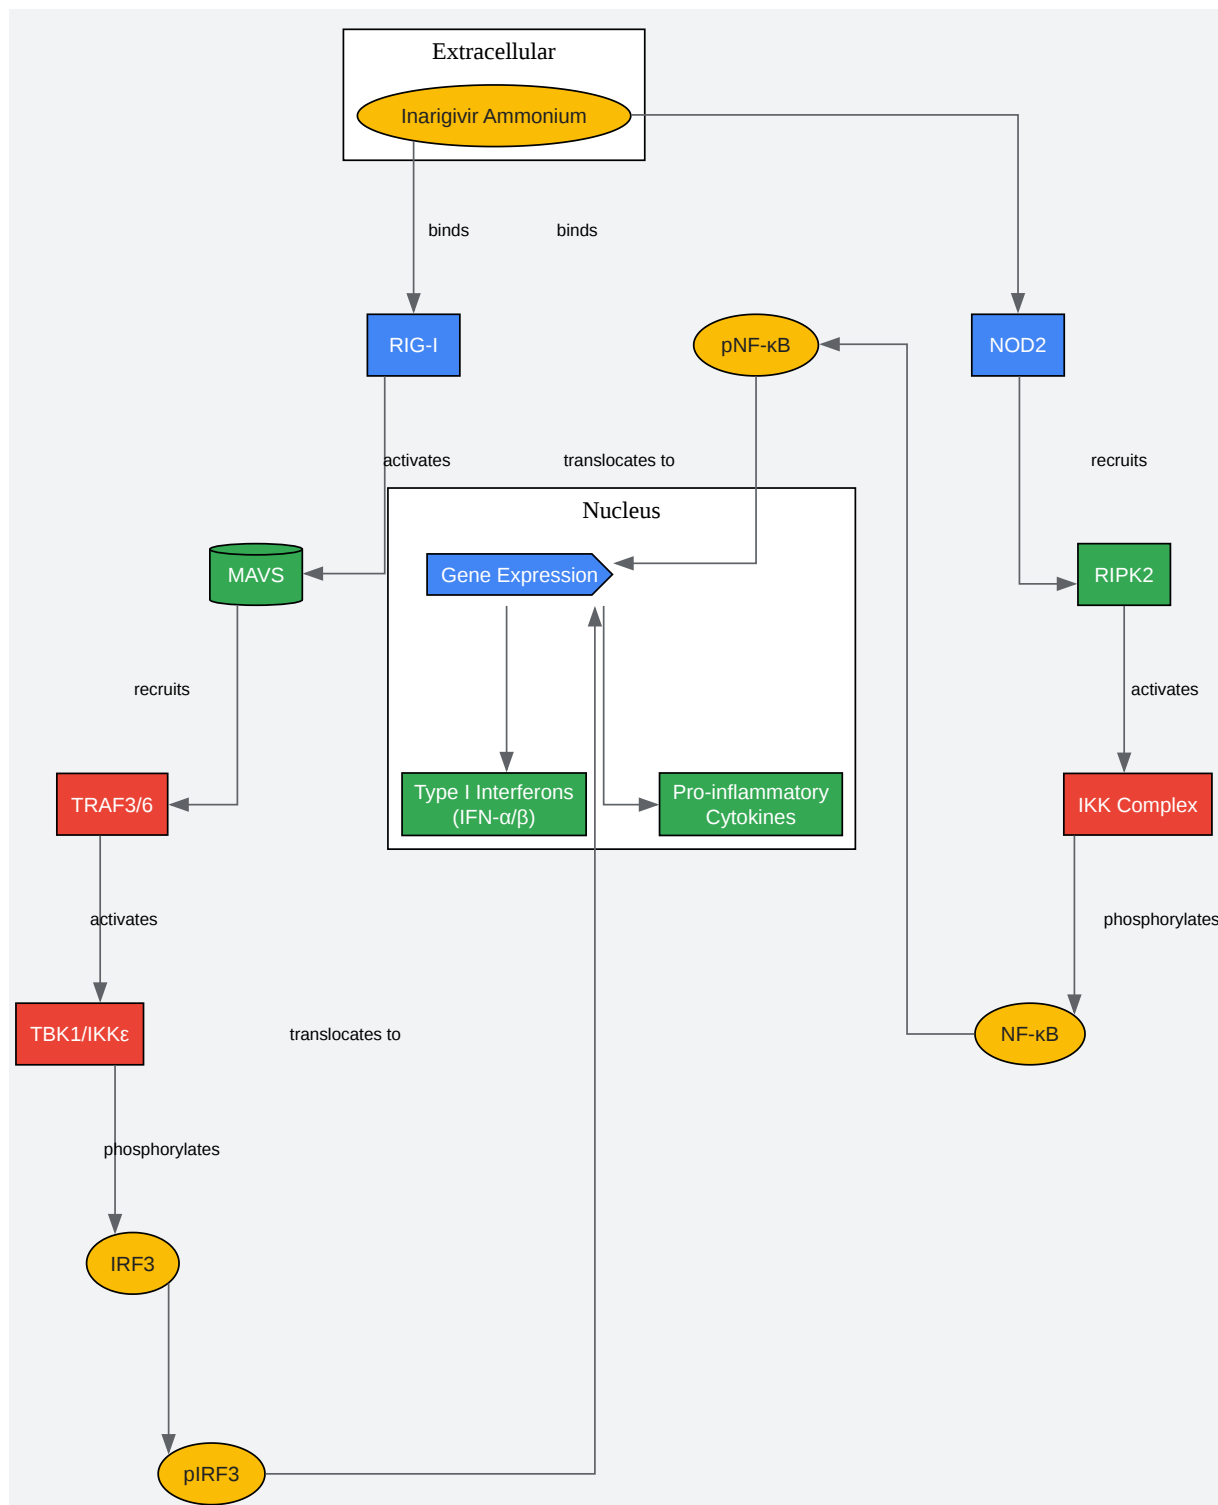 Extracellular
Inarigivir Ammonium
binds
binds
RIG-I
pNF-κB
NOD2
activates
translocates to
recruits
Nucleus
MAVS
Gene Expression
RIPK2
recruits
activates
TRAF3/6
Type I Interferons
(IFN-α/β)
Pro-inflammatory
Cytokines
IKK Complex
activates
phosphorylates
TBK1/IKKε
translocates to
NF-κB
phosphorylates
IRF3
pIRF3